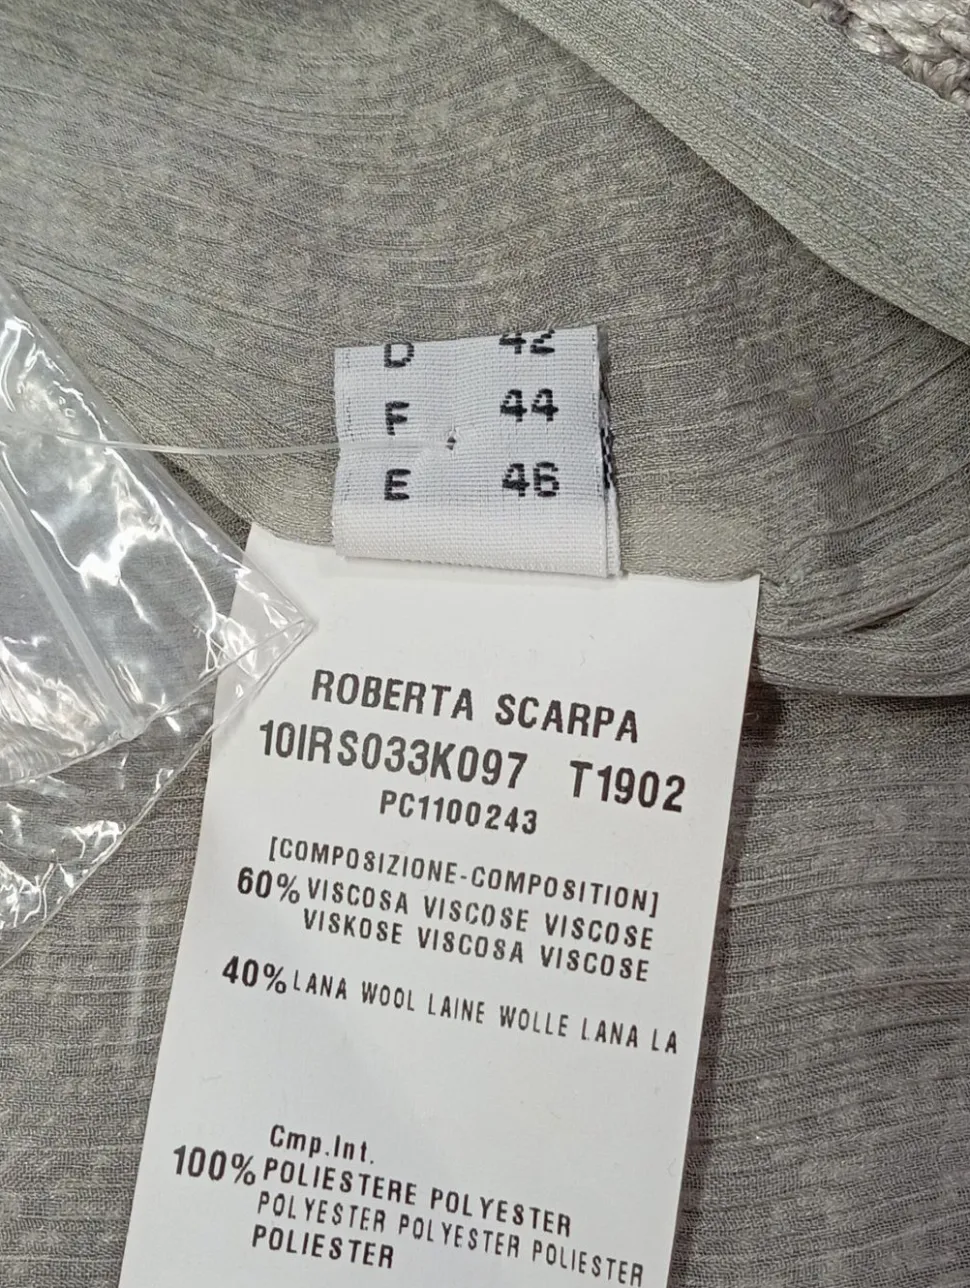 D 42
F 44
E 46
ROBERTA SCARPA
10IRS033K097 T1902
PC1100243
[COMPOSIZIONE-COMPOSITION]
60% VISCOSA VISCOSE VISCOSE
VISKOSE VISCOSA VISCOSE
40% LANA WOOL LAINE WOLLE LANA LA
Cmp.Int.
100% POLIESTERE POLYESTER
POLYESTER POLYESTER POLIESTER
POLIESTER